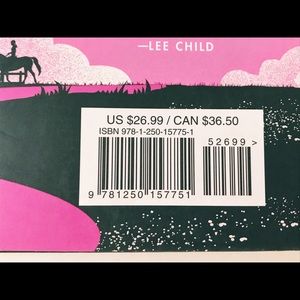 —LEE CHILD
US $26.99 / CAN $36.50
ISBN 978-1-250-15775-1
52699 >
9 781250 157751